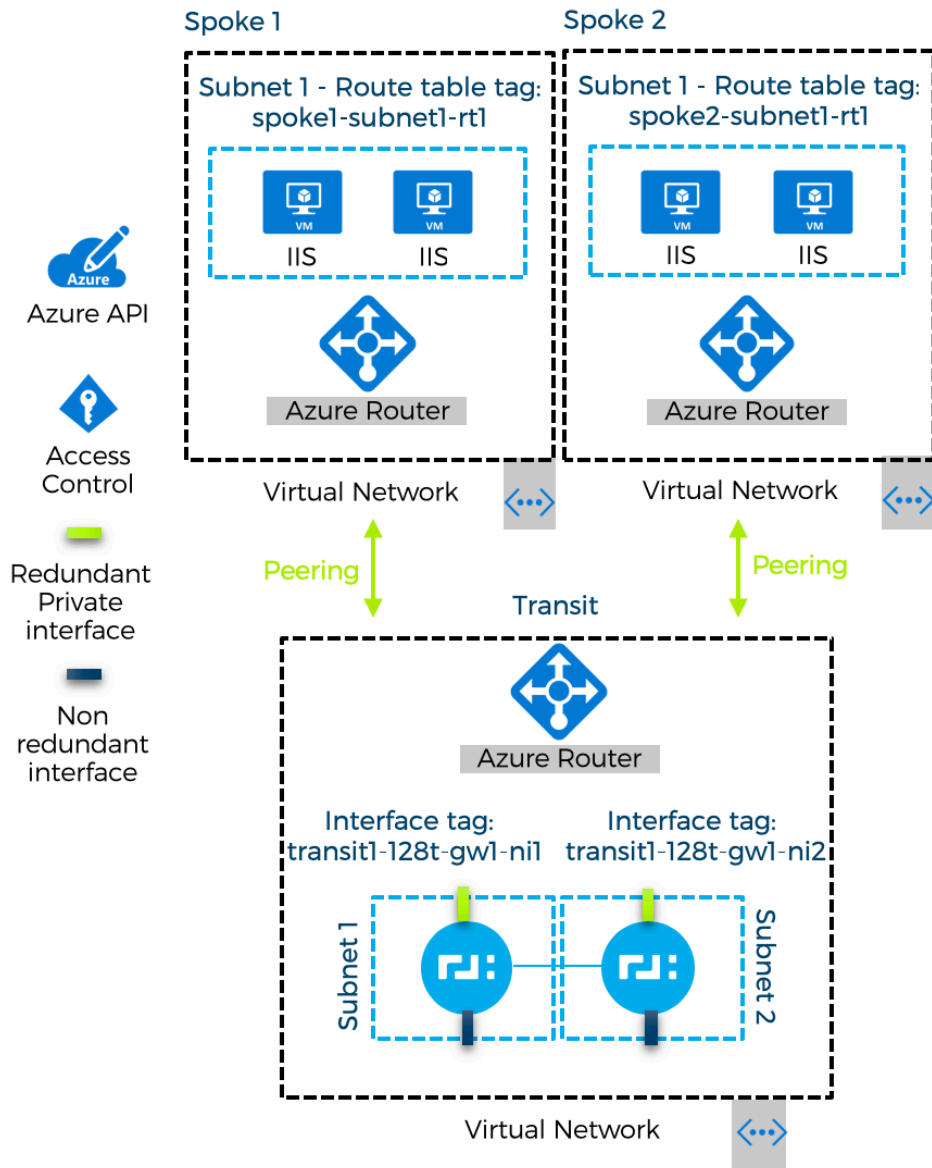 Spoke 1
Spoke 2
Subnet 1 - Route table tag:
spoke1-subnet1-rt1
Subnet 1 - Route table tag:
spoke2-subnet1-rt1
VM
VM
VM
VM
IIS
IIS
IIS
IIS
Azure
Azure API
Azure Router
Azure Router
Access
Control
Virtual Network
Virtual Network
Redundant
Private
interface
Peering
Peering
Transit
Non
redundant
interface
Azure Router
Interface tag:
transit1-128t-gw1-ni1
Interface tag:
transit1-128t-gw1-ni2
Subnet 1
Subnet 2
Virtual Network